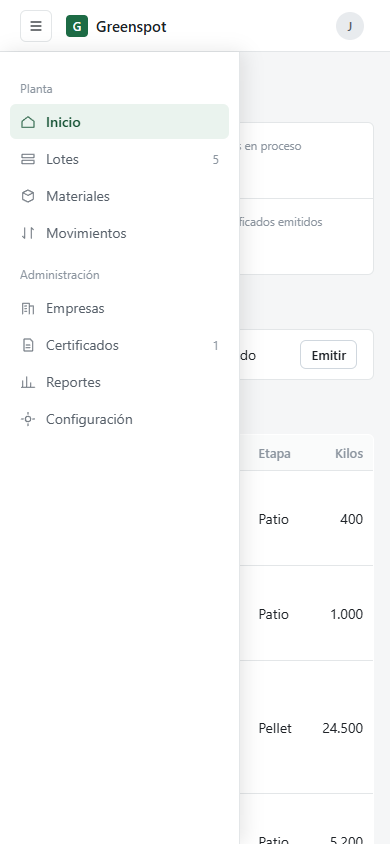 G Greenspot J
Planta
Inicio
s en proceso
Lotes 5
Materiales
ficados emitidos
Movimientos
Administración
Empresas
Certificados 1
do Emitir
Reportes
Configuración
Etapa Kilos
Patio 400
Patio 1.000
Pellet 24.500
Patio 5.200